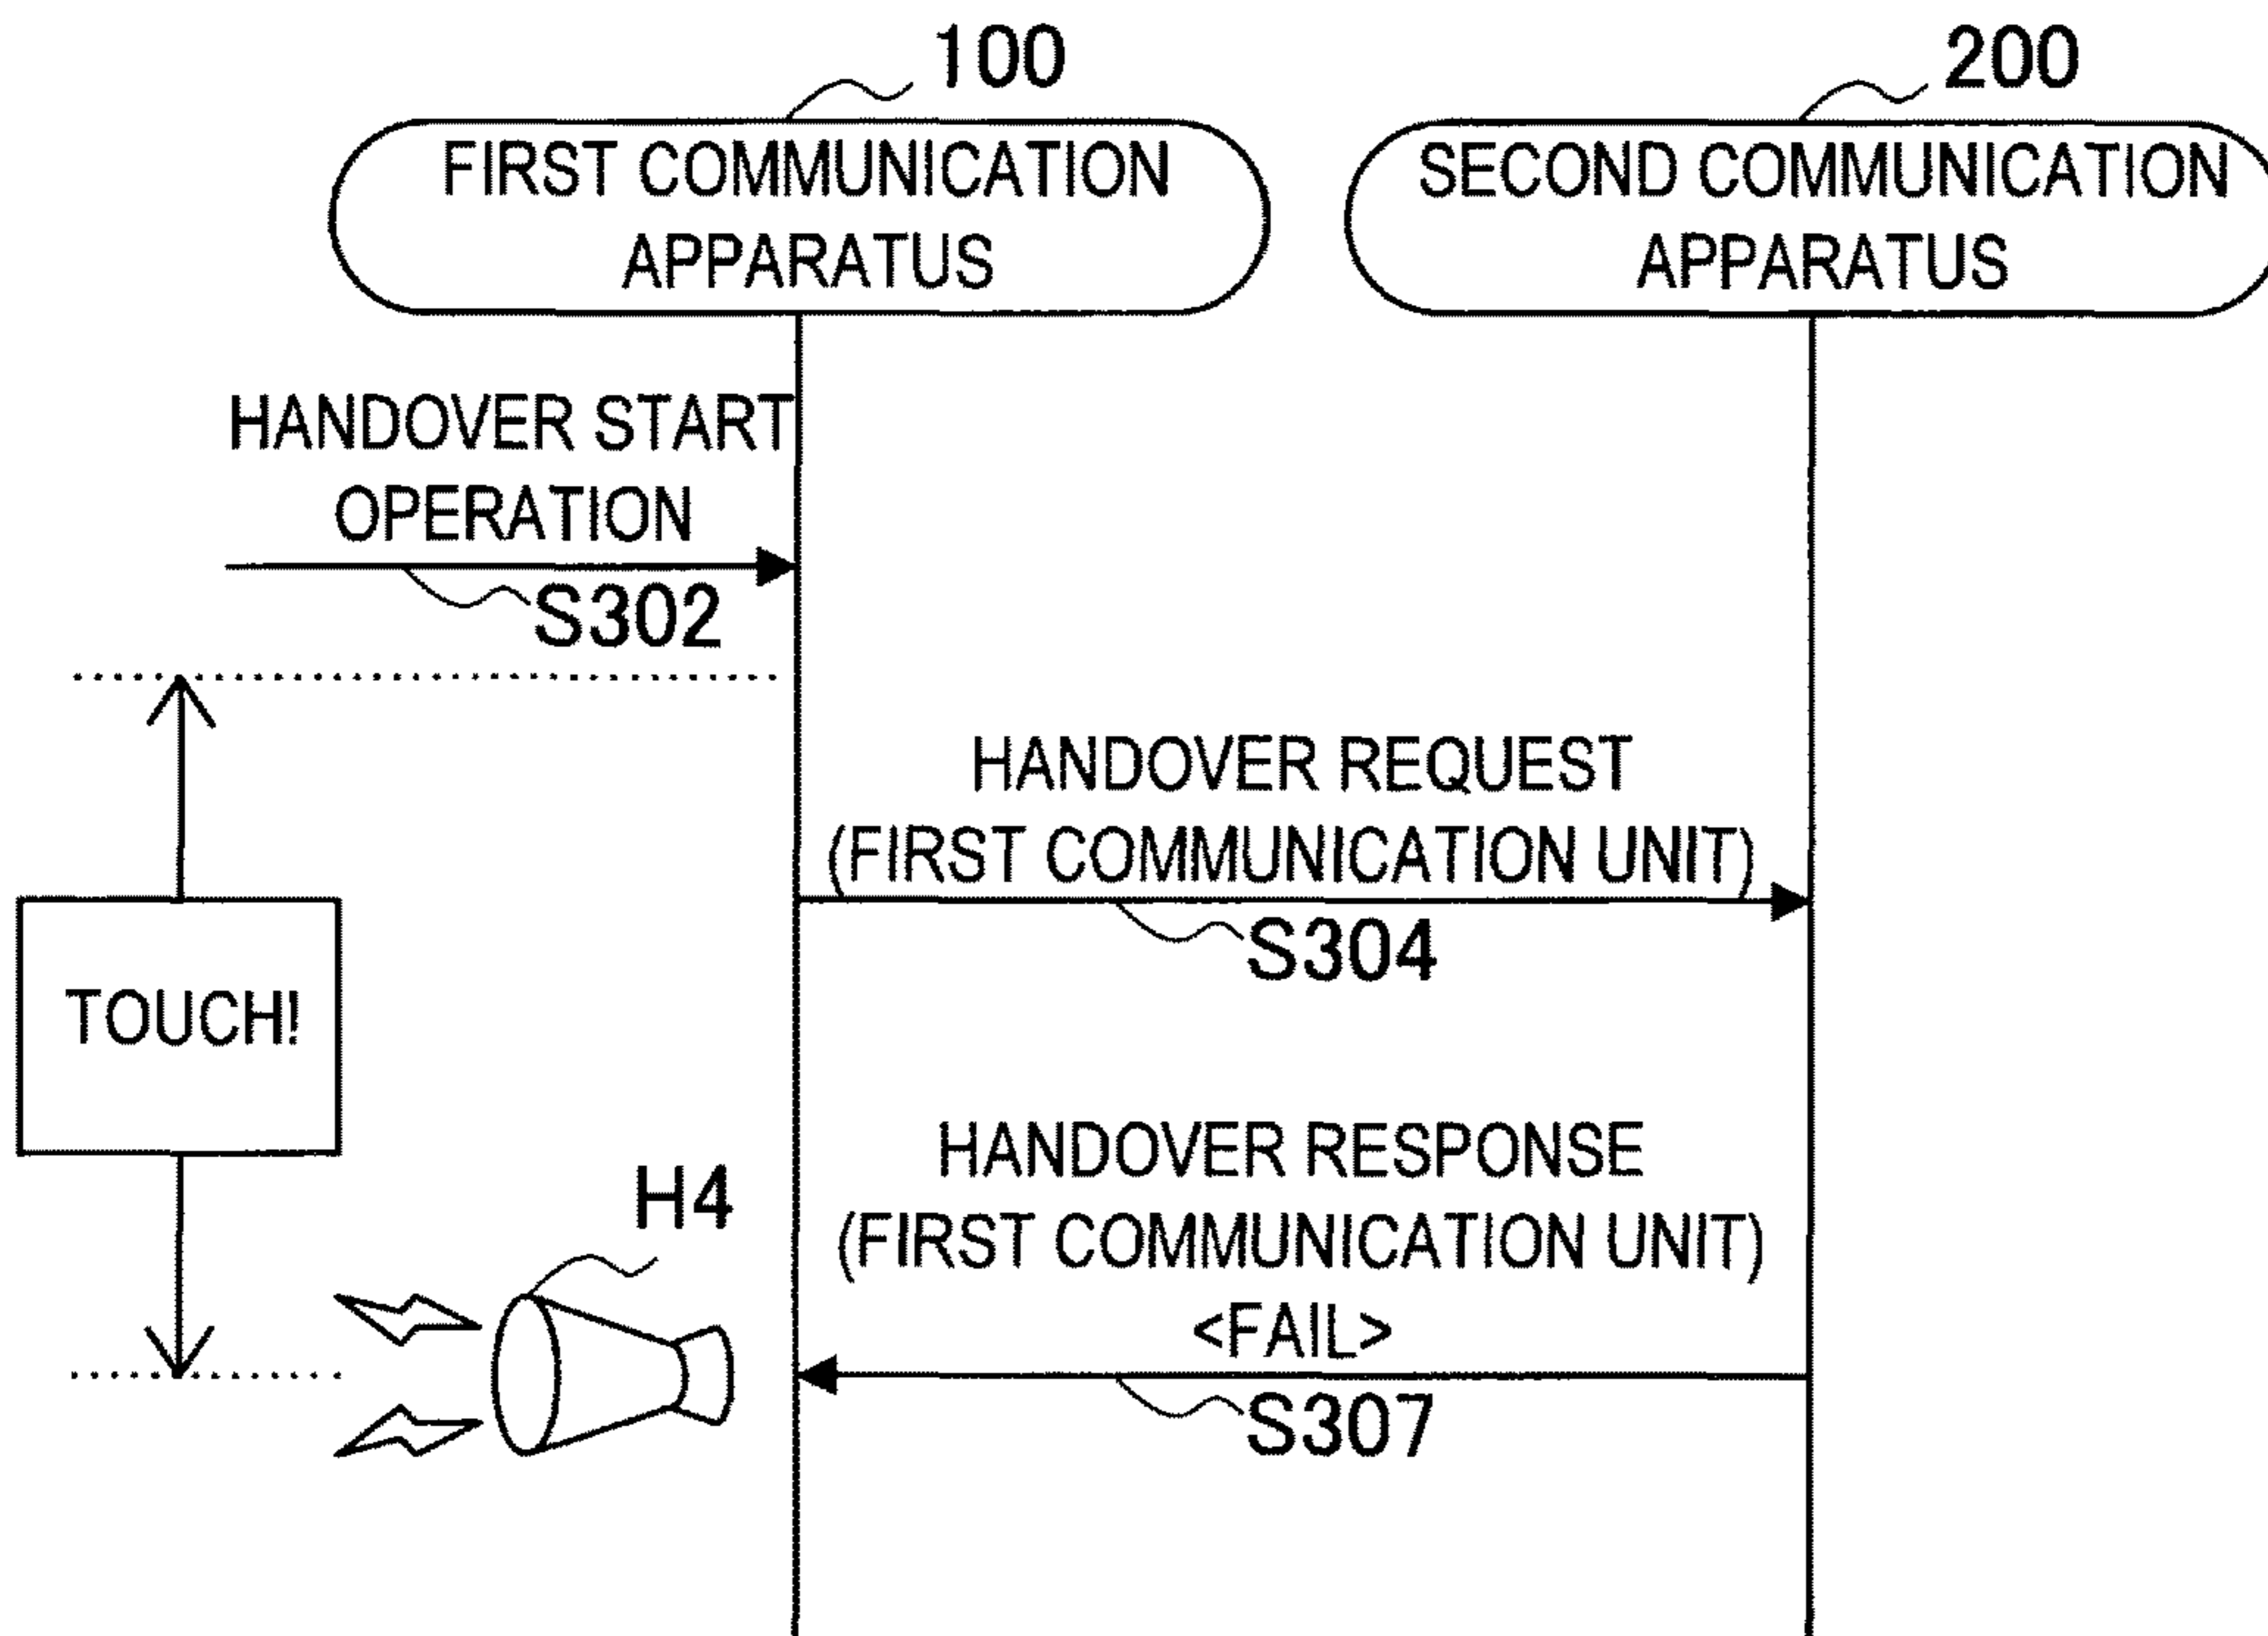 100
200
FIRST COMMUNICATION
APPARATUS
SECOND COMMUNICATION
APPARATUS
HANDOVER START
OPERATION
S302
HANDOVER REQUEST
(FIRST COMMUNICATION UNIT)
S304
TOUCH!
H4
HANDOVER RESPONSE
(FIRST COMMUNICATION UNIT)
<FAIL>
S307